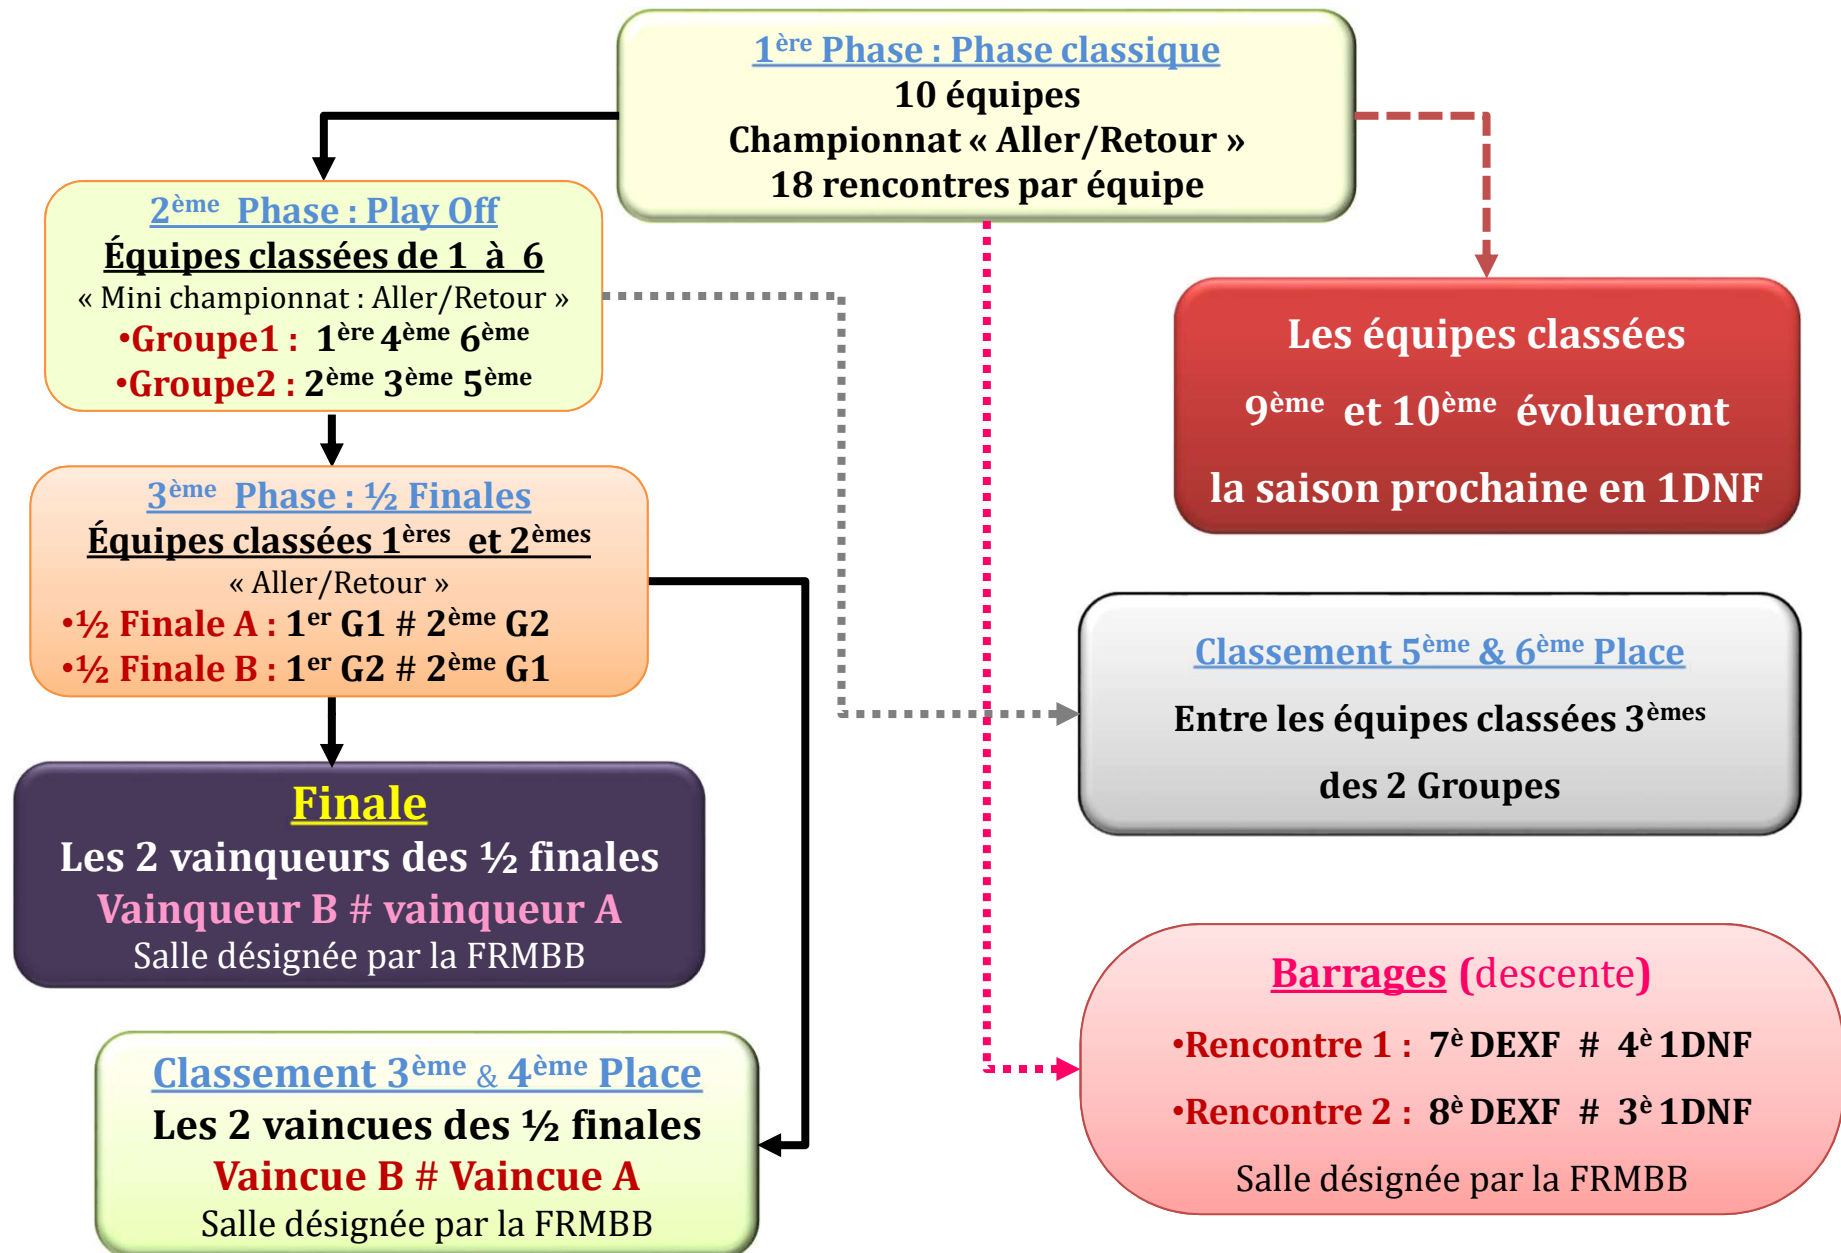 1ère Phase : Phase classique
10 équipes
Championnat « Aller/Retour »
18 rencontres par équipe
2ème Phase : Play Off
Équipes classées de 1 à 6
« Mini championnat : Aller/Retour »
•Groupe1 : 1ère 4ème 6ème
•Groupe2 : 2ème 3ème 5ème
Les équipes classées
9ème et 10ème évolueront
la saison prochaine en 1DNF
3ème Phase : ½ Finales
Équipes classées 1ères et 2èmes
« Aller/Retour »
•½ Finale A : 1er G1 # 2ème G2
•½ Finale B : 1er G2 # 2ème G1
Classement 5ème & 6ème Place
Entre les équipes classées 3èmes
des 2 Groupes
Finale
Les 2 vainqueurs des ½ finales
Vainqueur B # vainqueur A
Salle désignée par la FRMBB
Barrages (descente)
•Rencontre 1 : 7è DEXF # 4è 1DNF
•Rencontre 2 : 8è DEXF # 3è 1DNF
Salle désignée par la FRMBB
Classement 3ème & 4ème Place
Les 2 vaincues des ½ finales
Vaincue B # Vaincue A
Salle désignée par la FRMBB